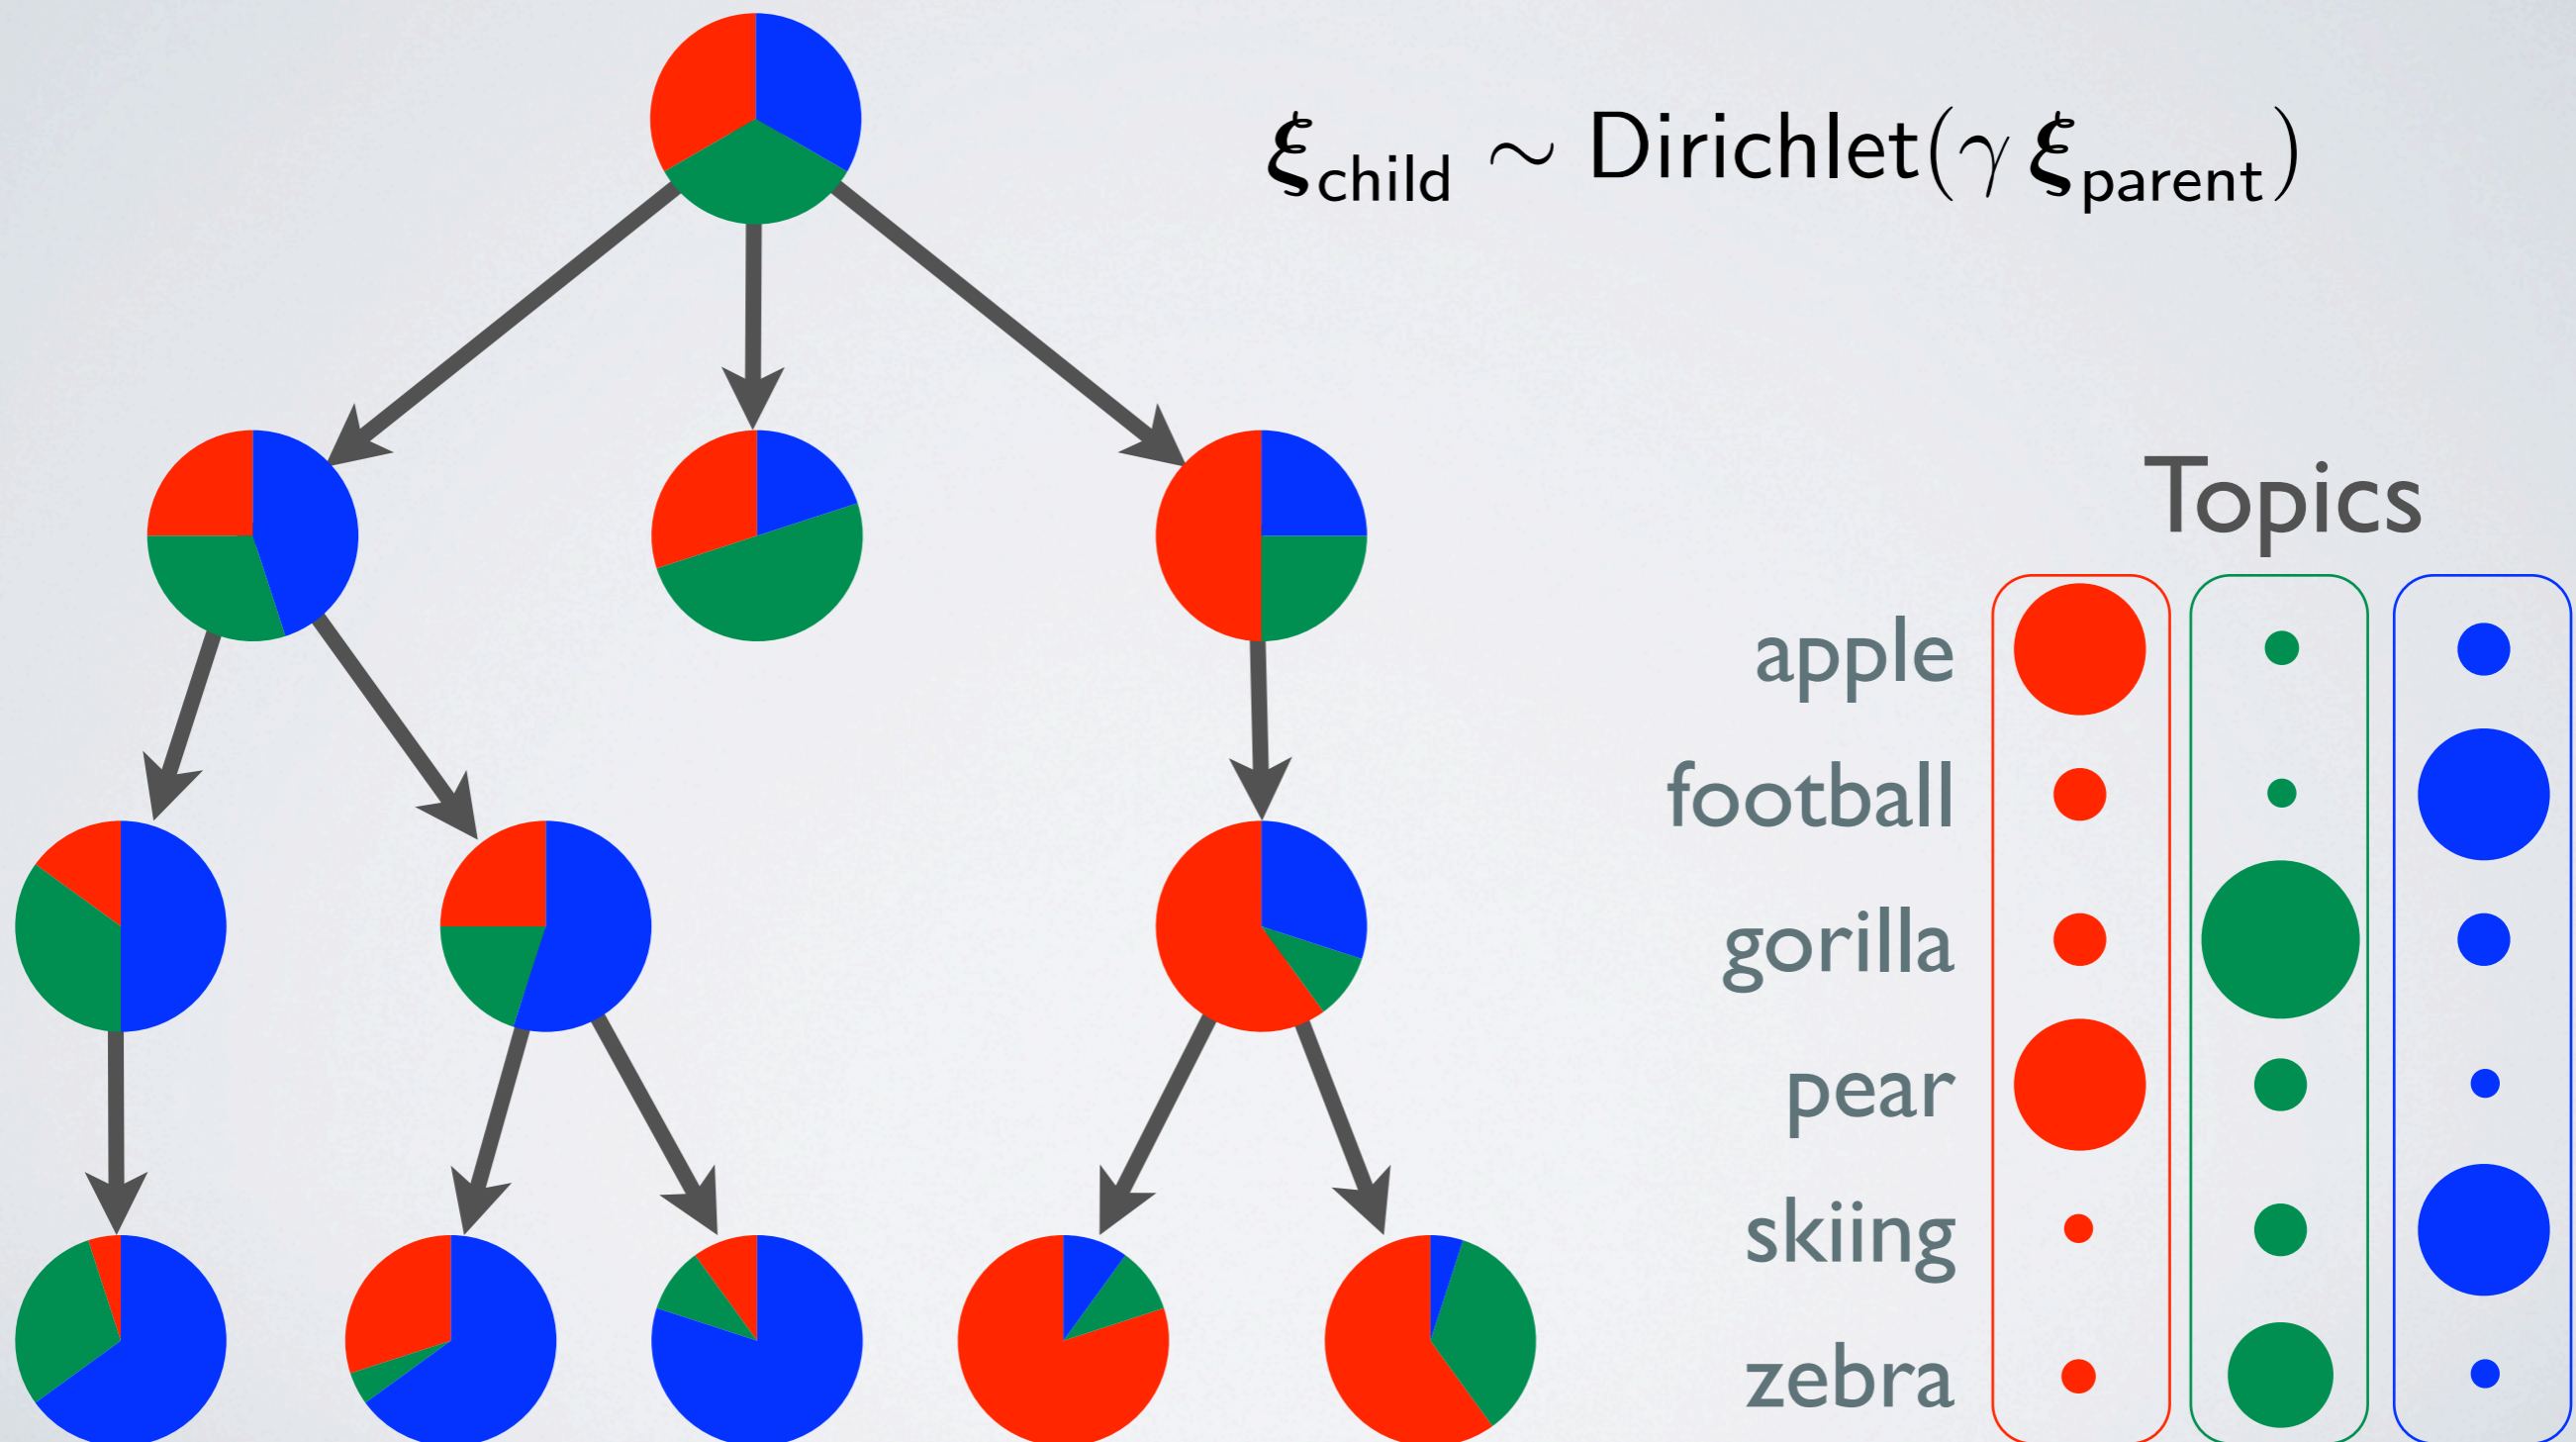 ξchild ~ Dirichlet(γ ξparent)
Topics
apple
football
gorilla
pear
skiing
zebra